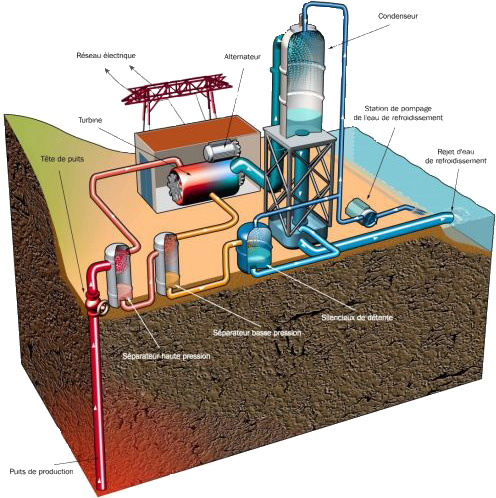 Condenseur
Réseau électrique
Alternateur
Station de pompage
de l'eau de refroidissement
Turbine
Rejet d'eau
de refroidissement
Tête de puits
Silencieux de détente
Séparateur basse pression
Séparateur haute pression
Puits de production